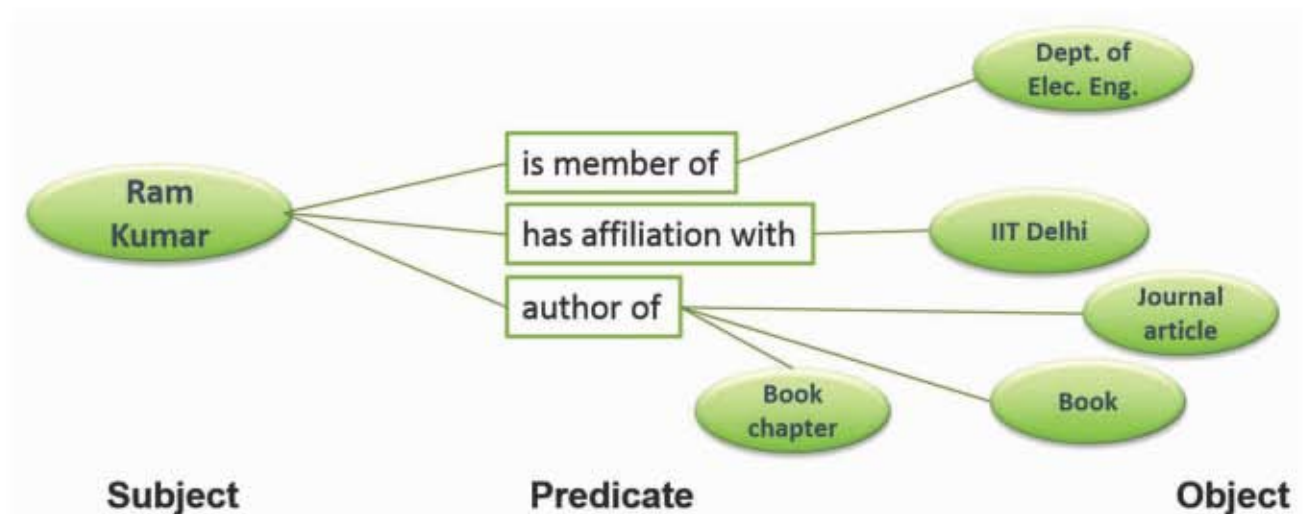 Dept. of
Elec. Eng.
is member of
Ram
Kumar
has affiliation with
IIT Delhi
author of
Journal
article
Book
chapter
Book
Subject
Predicate
Object